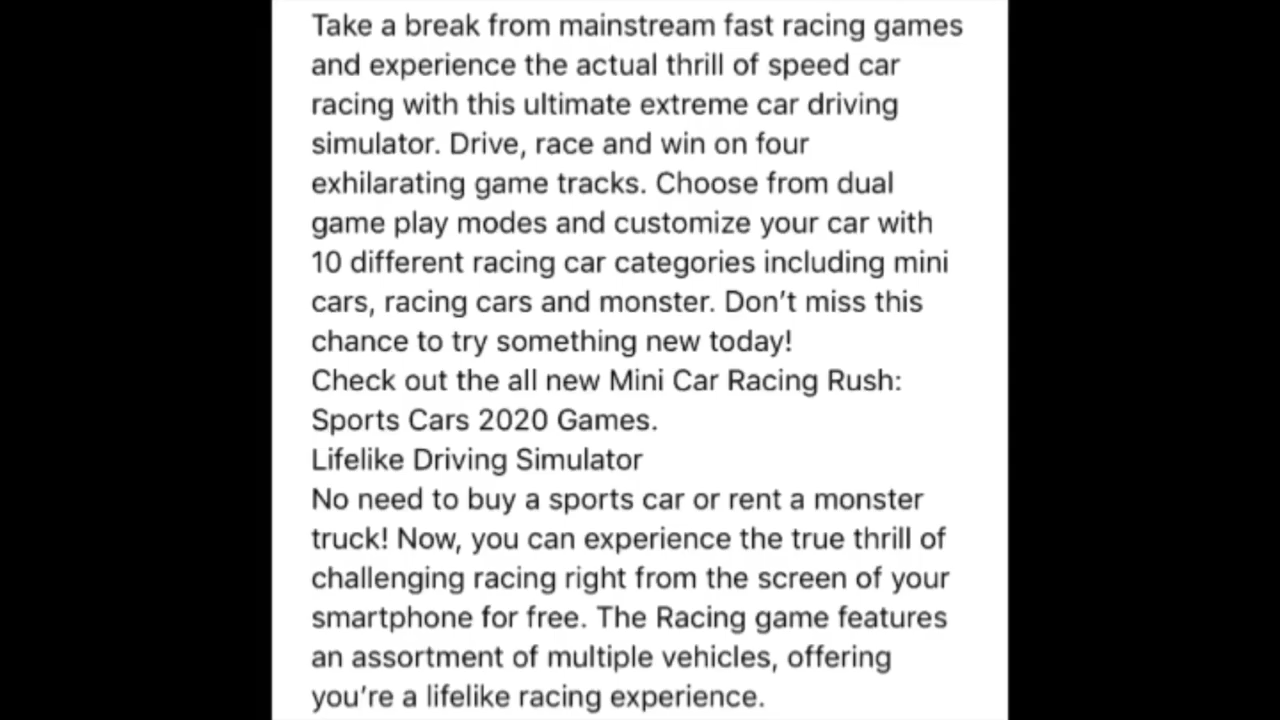 Take a break from mainstream fast racing games
and experience the actual thrill of speed car
racing with this ultimate extreme car driving
simulator. Drive, race and win on four
exhilarating game tracks. Choose from dual
game play modes and customize your car with
10 different racing car categories including mini
cars, racing cars and monster. Don’t miss this
chance to try something new today!
Check out the all new Mini Car Racing Rush:
Sports Cars 2020 Games.
Lifelike Driving Simulator
No need to buy a sports car or rent a monster
truck! Now, you can experience the true thrill of
challenging racing right from the screen of your
smartphone for free. The Racing game features
an assortment of multiple vehicles, offering
you’re a lifelike racing experience.